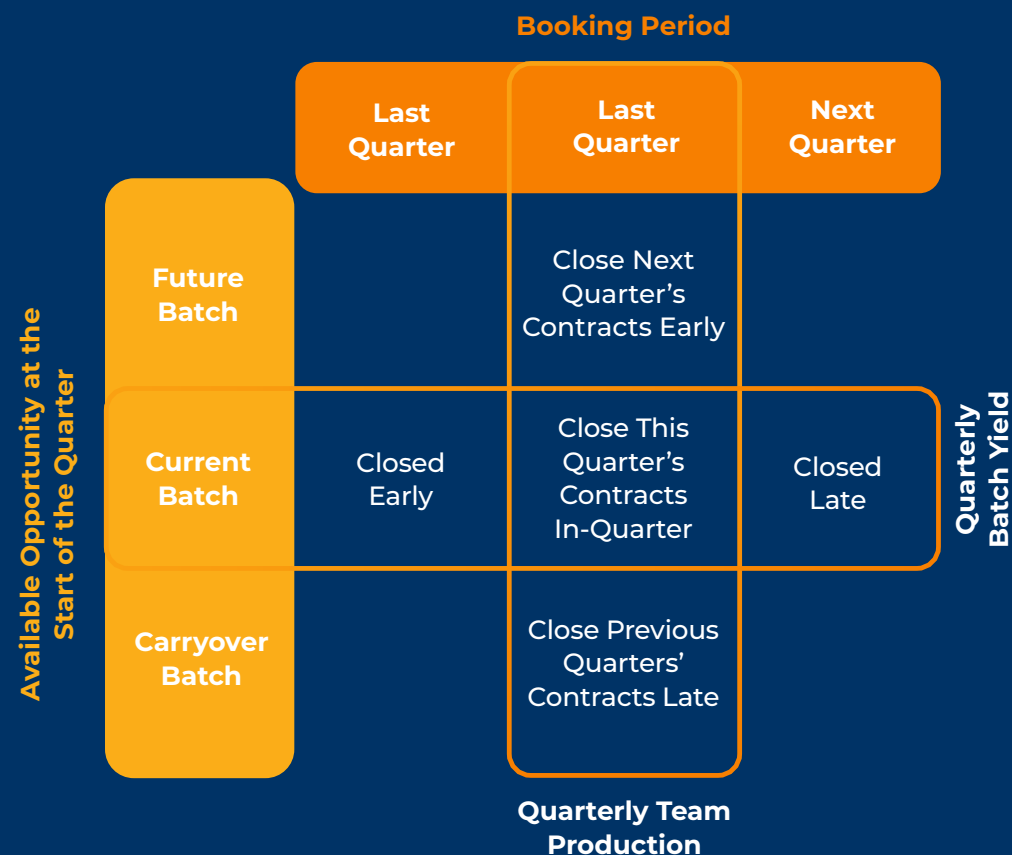 Booking Period
Last
Quarter
Last
Quarter
Next
Quarter
Available Opportunity at the
Start of the Quarter
Future
Batch
Close Next
Quarter’s
Contracts Early
Current
Batch
Closed
Early
Close This
Quarter’s
Contracts
In-Quarter
Closed
Late
Quarterly
Batch Yield
Carryover
Batch
Close Previous
Quarters’
Contracts Late
Quarterly Team
Production